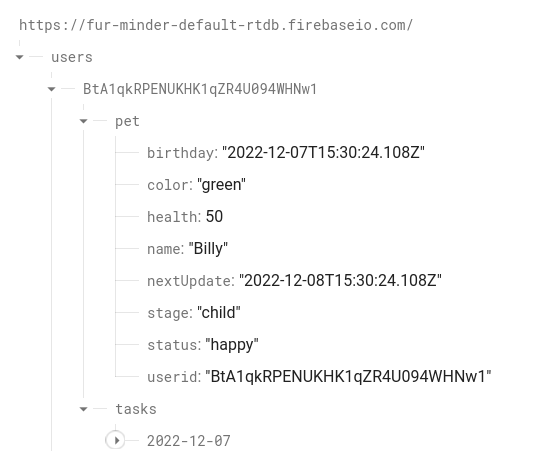 https://fur-minder-default-rtdb.firebaseio.com/
users
BtA1qkRPENUKHK1qZR4U094WHNw1
pet
birthday: "2022-12-07T15:30:24.108Z"
color: "green"
health: 50
name: "Billy"
nextUpdate: "2022-12-08T15:30:24.108Z"
stage: "child"
status: "happy"
userid: "BtA1qkRPENUKHK1qZR4U094WHNw1"
tasks
2022-12-07